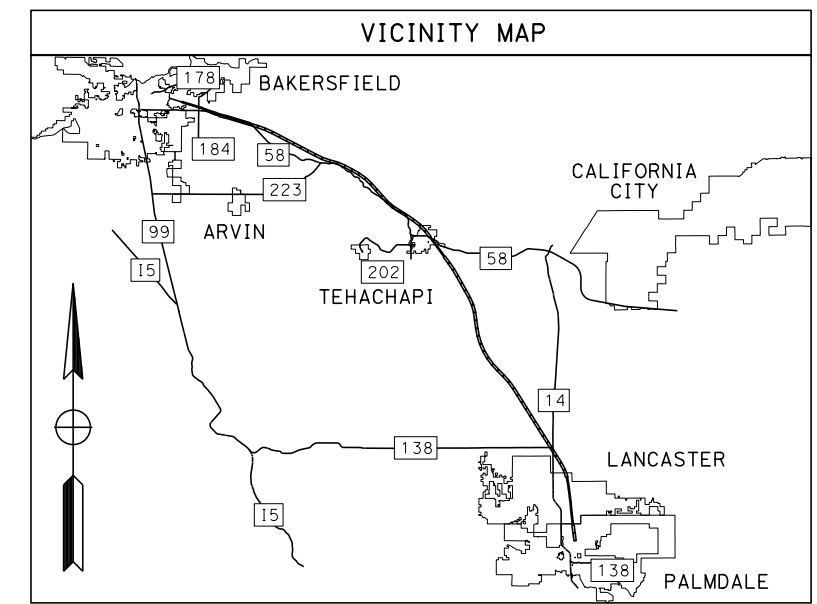 VICINITY MAP
178
BAKERSFIELD
184
58
223
ARVIN
99
I5
CALIFORNIA
CITY
58
202
TEHACHAPI
14
138
LANCASTER
I5
138
PALMDALE